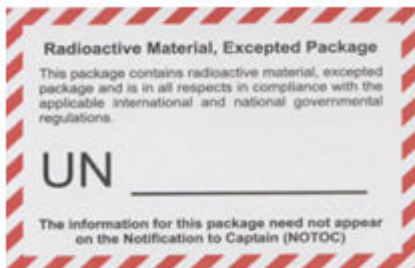 Radioactive Material, Excepted Package
This package contains radioactive material, excepted
package and is in all respects in compliance with the
applicable international and national governmental
regulations.
UN
The information for this package need not appear
on the Notification to Captain (NOTOC)